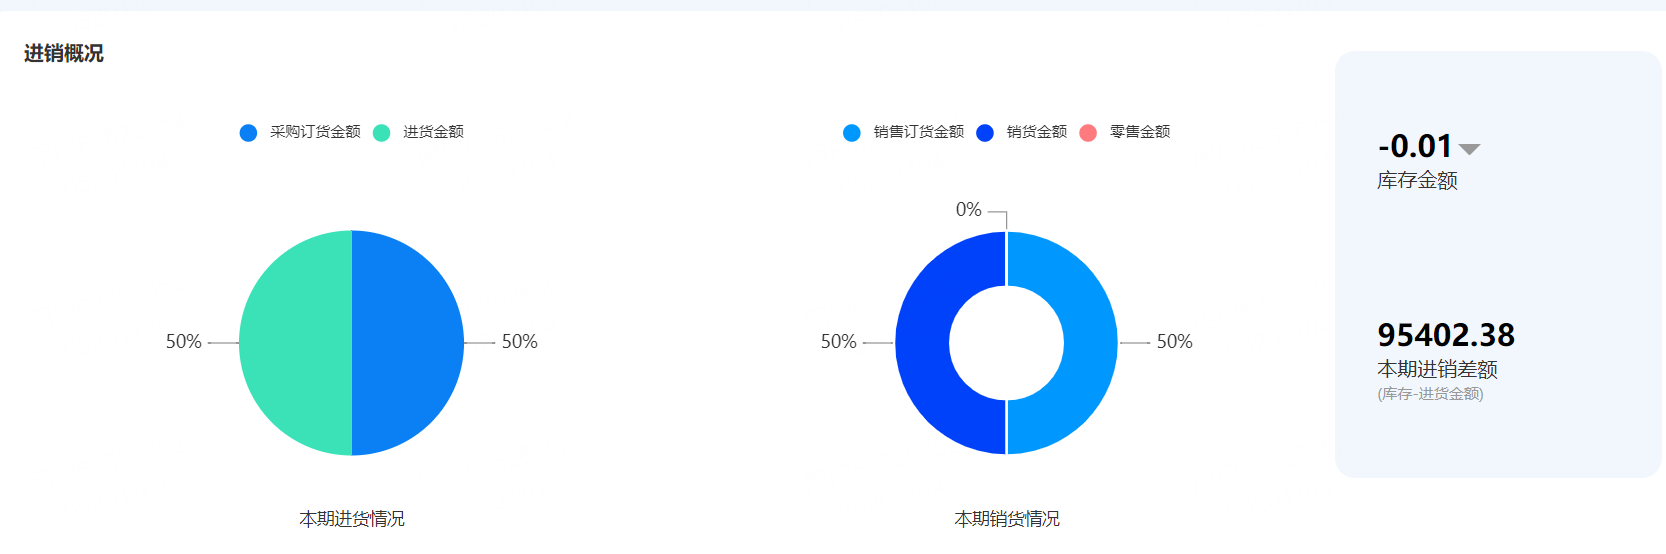 进销概况
采购订货金额 进货金额
50% 50%
本期进货情况
销售订货金额 销货金额 零售金额
0%
50% 50%
本期销货情况
-0.01
库存金额
95402.38
本期进销差额
(库存-进货金额)